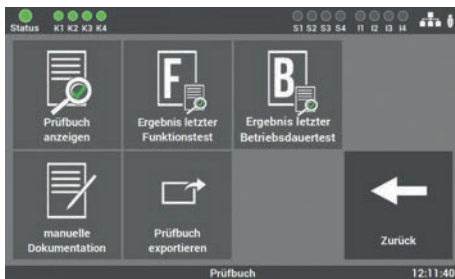 Status K1 K2 K3 K4 S1 S2 S3 S4 I1 I2 I3 I4
Prüfbuch
anzeigen
F
Ergebnis letzter
Funktionstest
B
Ergebnis letzter
Betriebsdauertest
manuelle
Dokumentation
Prüfbuch
exportieren
Zurück
Prüfbuch 12:11:40